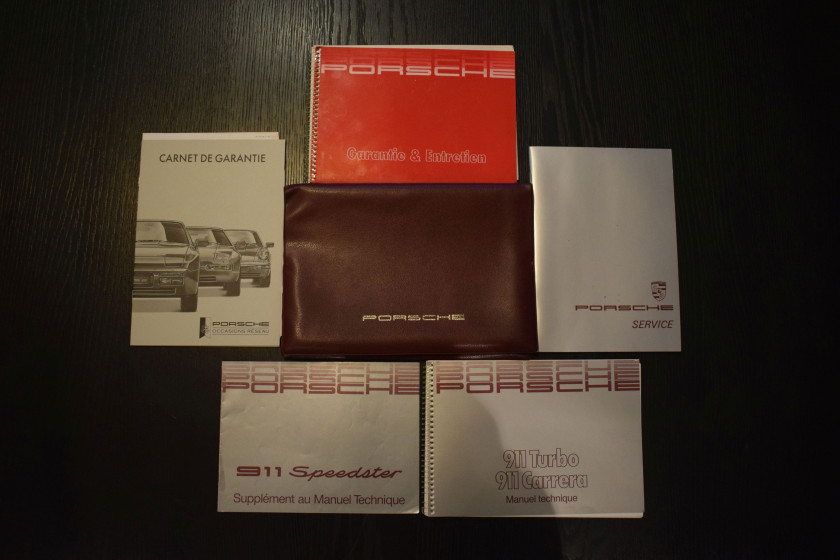 PORSCHE
Garantie & Entretien
CARNET DE GARANTIE
PORSCHE
OCCASIONS RÉSEAU
PORSCHE
PORSCHE
SERVICE
PORSCHE
911 Speedster
Supplément au Manuel Technique
PORSCHE
911 Turbo
911 Carrera
Manuel technique